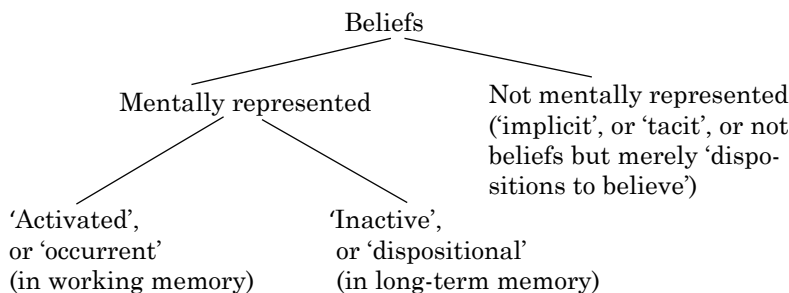 Beliefs
Mentally represented
Not mentally represented
(‘implicit’, or ‘tacit’, or not
beliefs but merely ‘dispo-
sitions to believe’)
‘Activated’,
or ‘occurrent’
(in working memory)
‘Inactive’,
or ‘dispositional’
(in long-term memory)